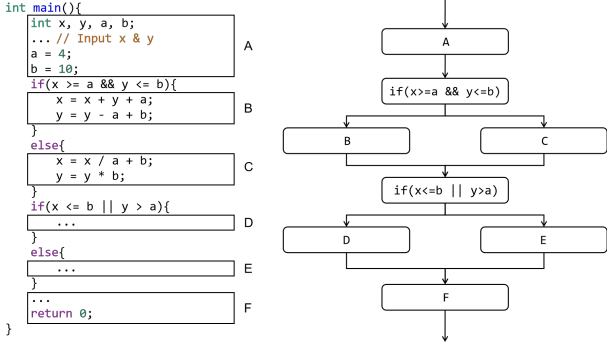 int main(){
int x, y, a, b;
... // Input x & y
a = 4;
b = 10;
A
if(x >= a && y <= b){
x = x + y + a;
y = y - a + b;
B
}
else{
x = x / a + b;
y = y * b;
C
}
if(x <= b || y > a){
...
D
}
else{
...
E
}
...
return 0;
F
}
A
if(x>=a && y<=b)
B
C
if(x<=b || y>a)
D
E
F